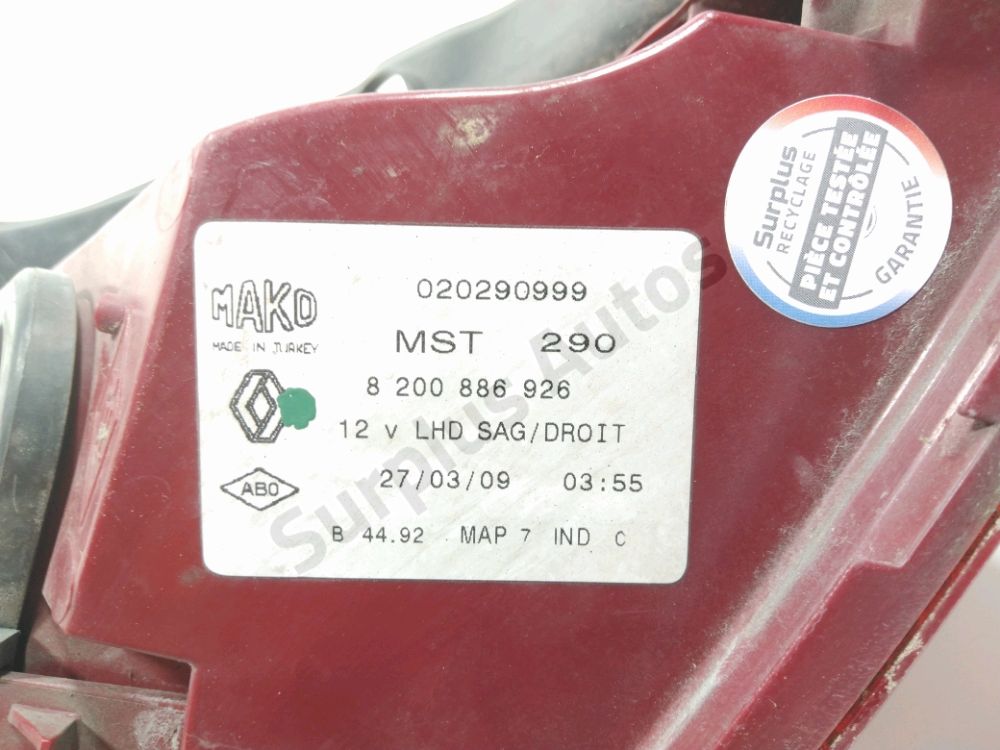 MAKO
MADE IN TURKEY
020290999
MST 290
8 200 886 926
12 v LHD SAG/DROIT
27/03/09 03:55
ABO
B 44.92 MAP 7 IND C
Surplus
RECYCLAGE
PIÈCE TESTÉE
ET CONTRÔLÉE
GARANTIE
Surplus Autos